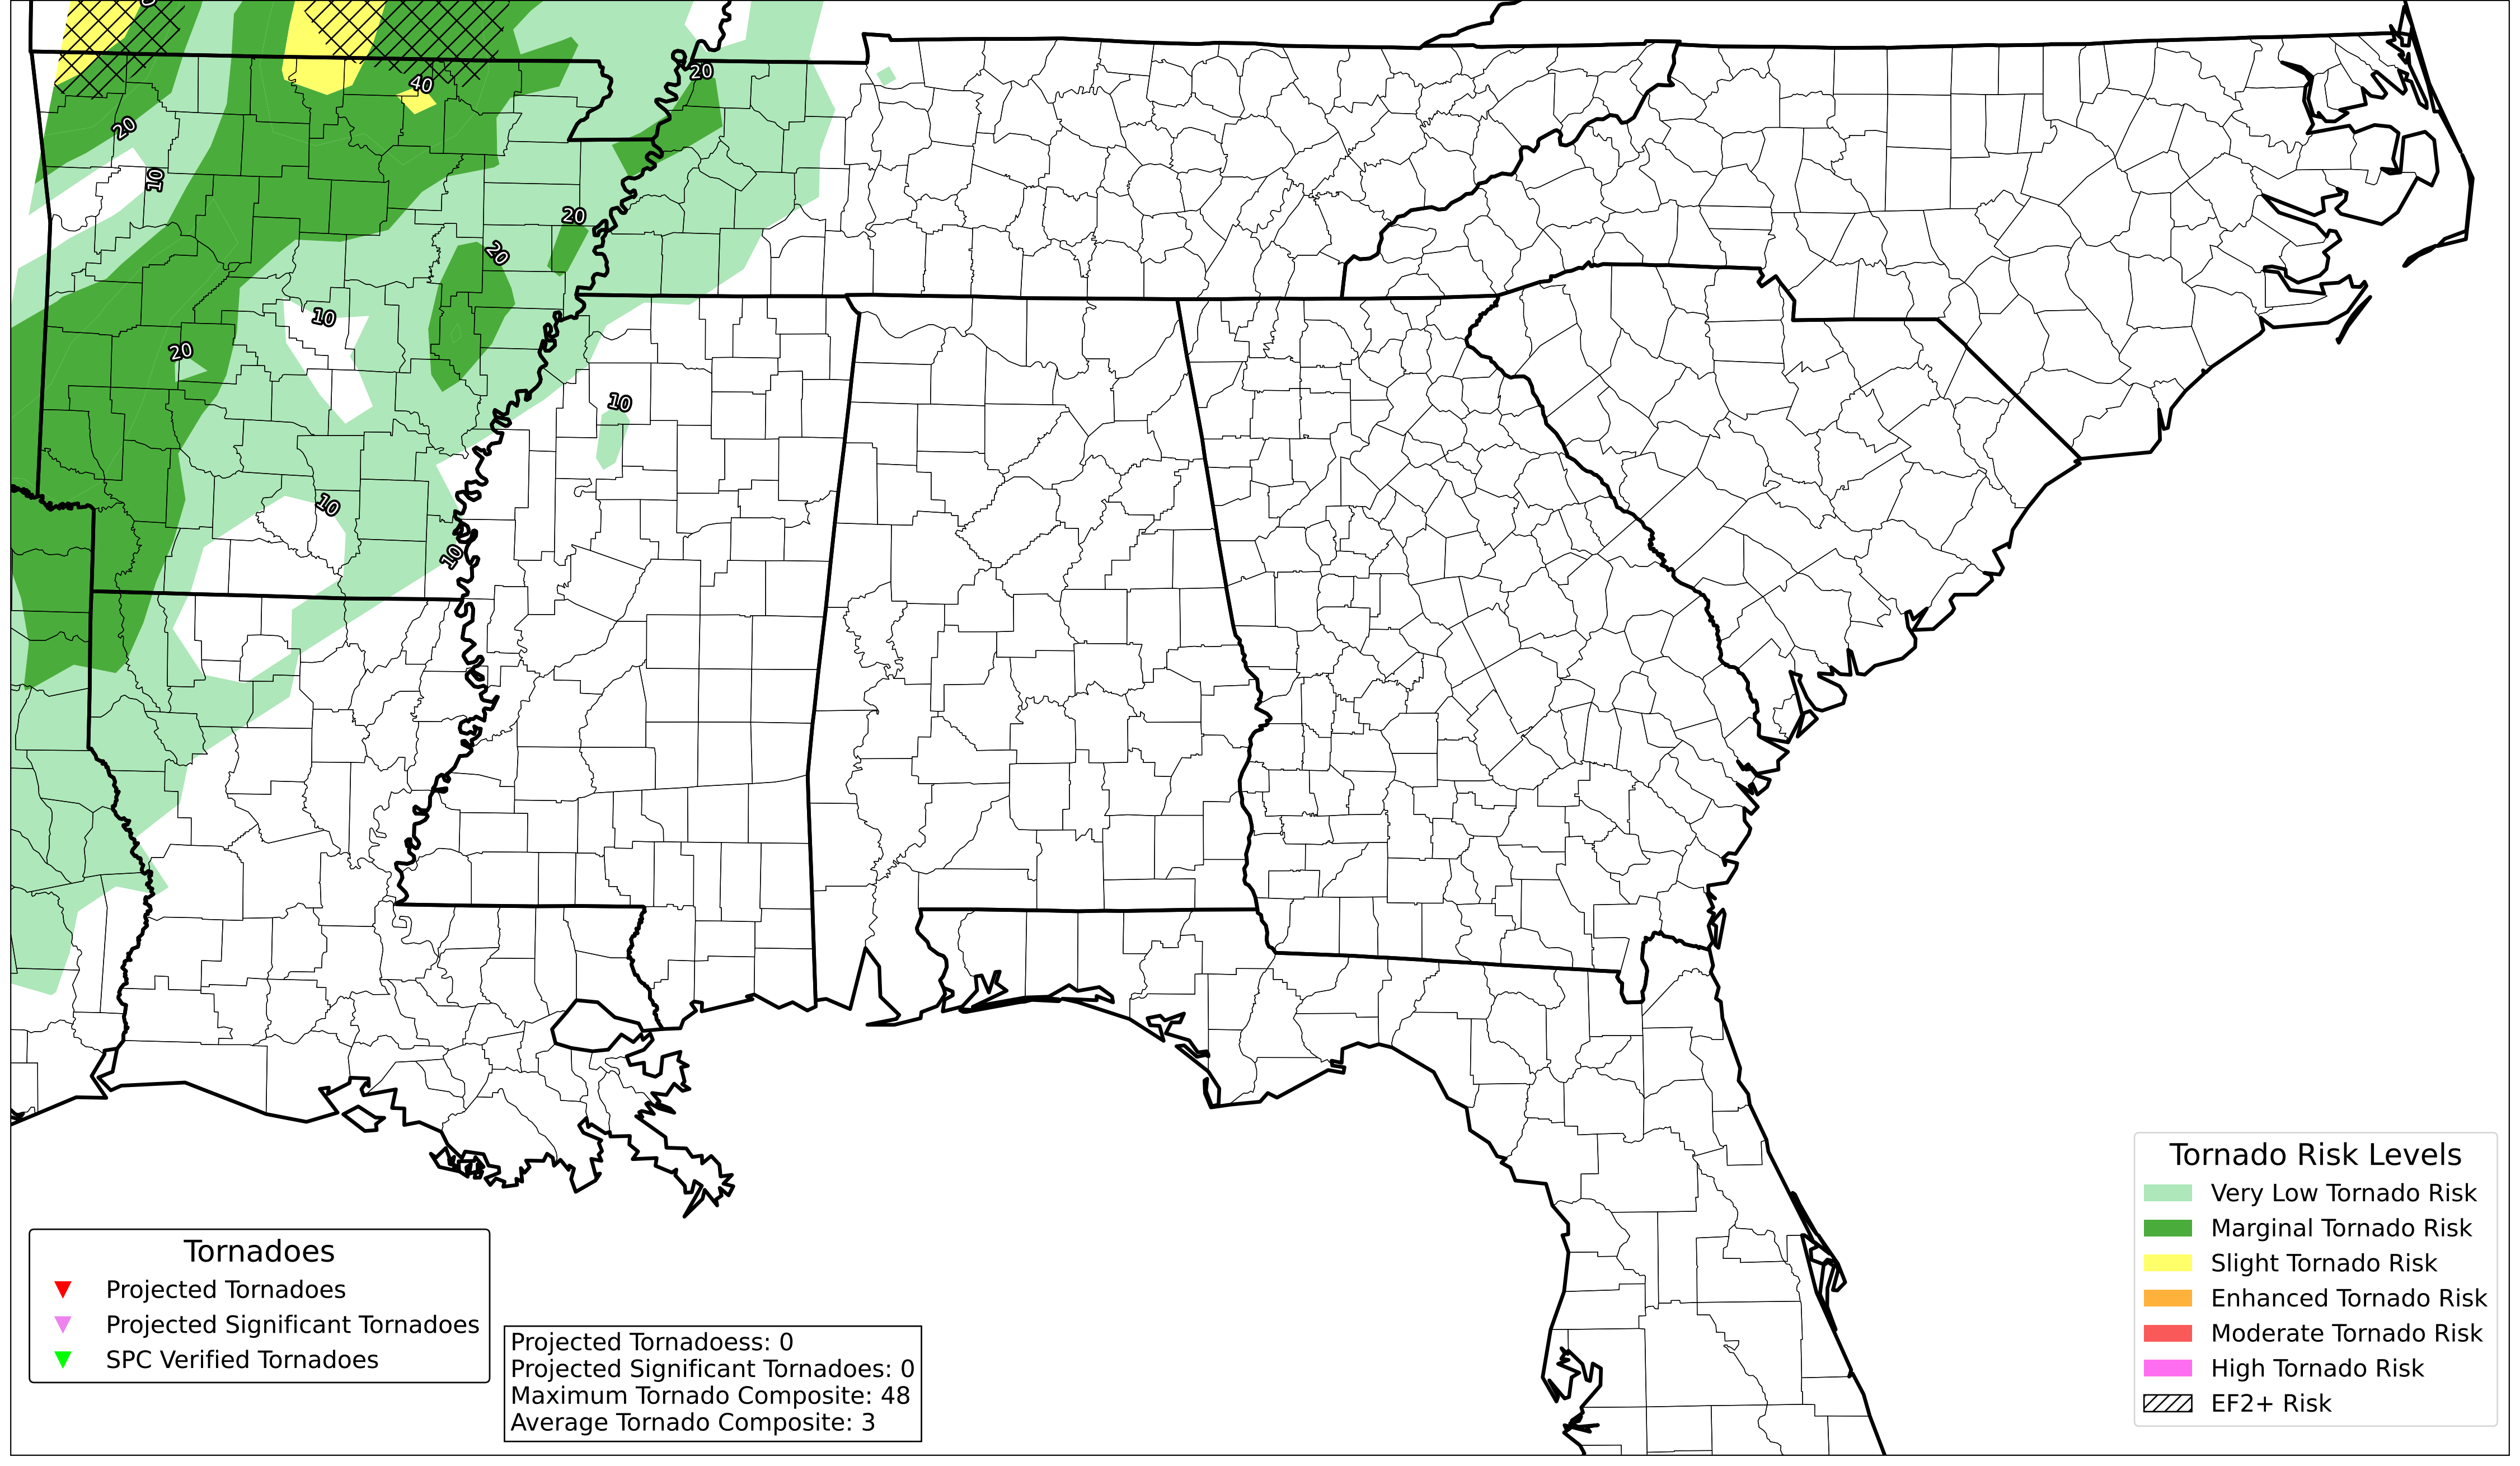 20
40
20
10
20
20
10
20
10
10
10
Tornado Risk Levels
Very Low Tornado Risk
Marginal Tornado Risk
Slight Tornado Risk
Enhanced Tornado Risk
Moderate Tornado Risk
High Tornado Risk
EF2+ Risk
Tornadoes
Projected Tornadoes
Projected Significant Tornadoes
SPC Verified Tornadoes
Projected Tornadoess: 0
Projected Significant Tornadoes: 0
Maximum Tornado Composite: 48
Average Tornado Composite: 3